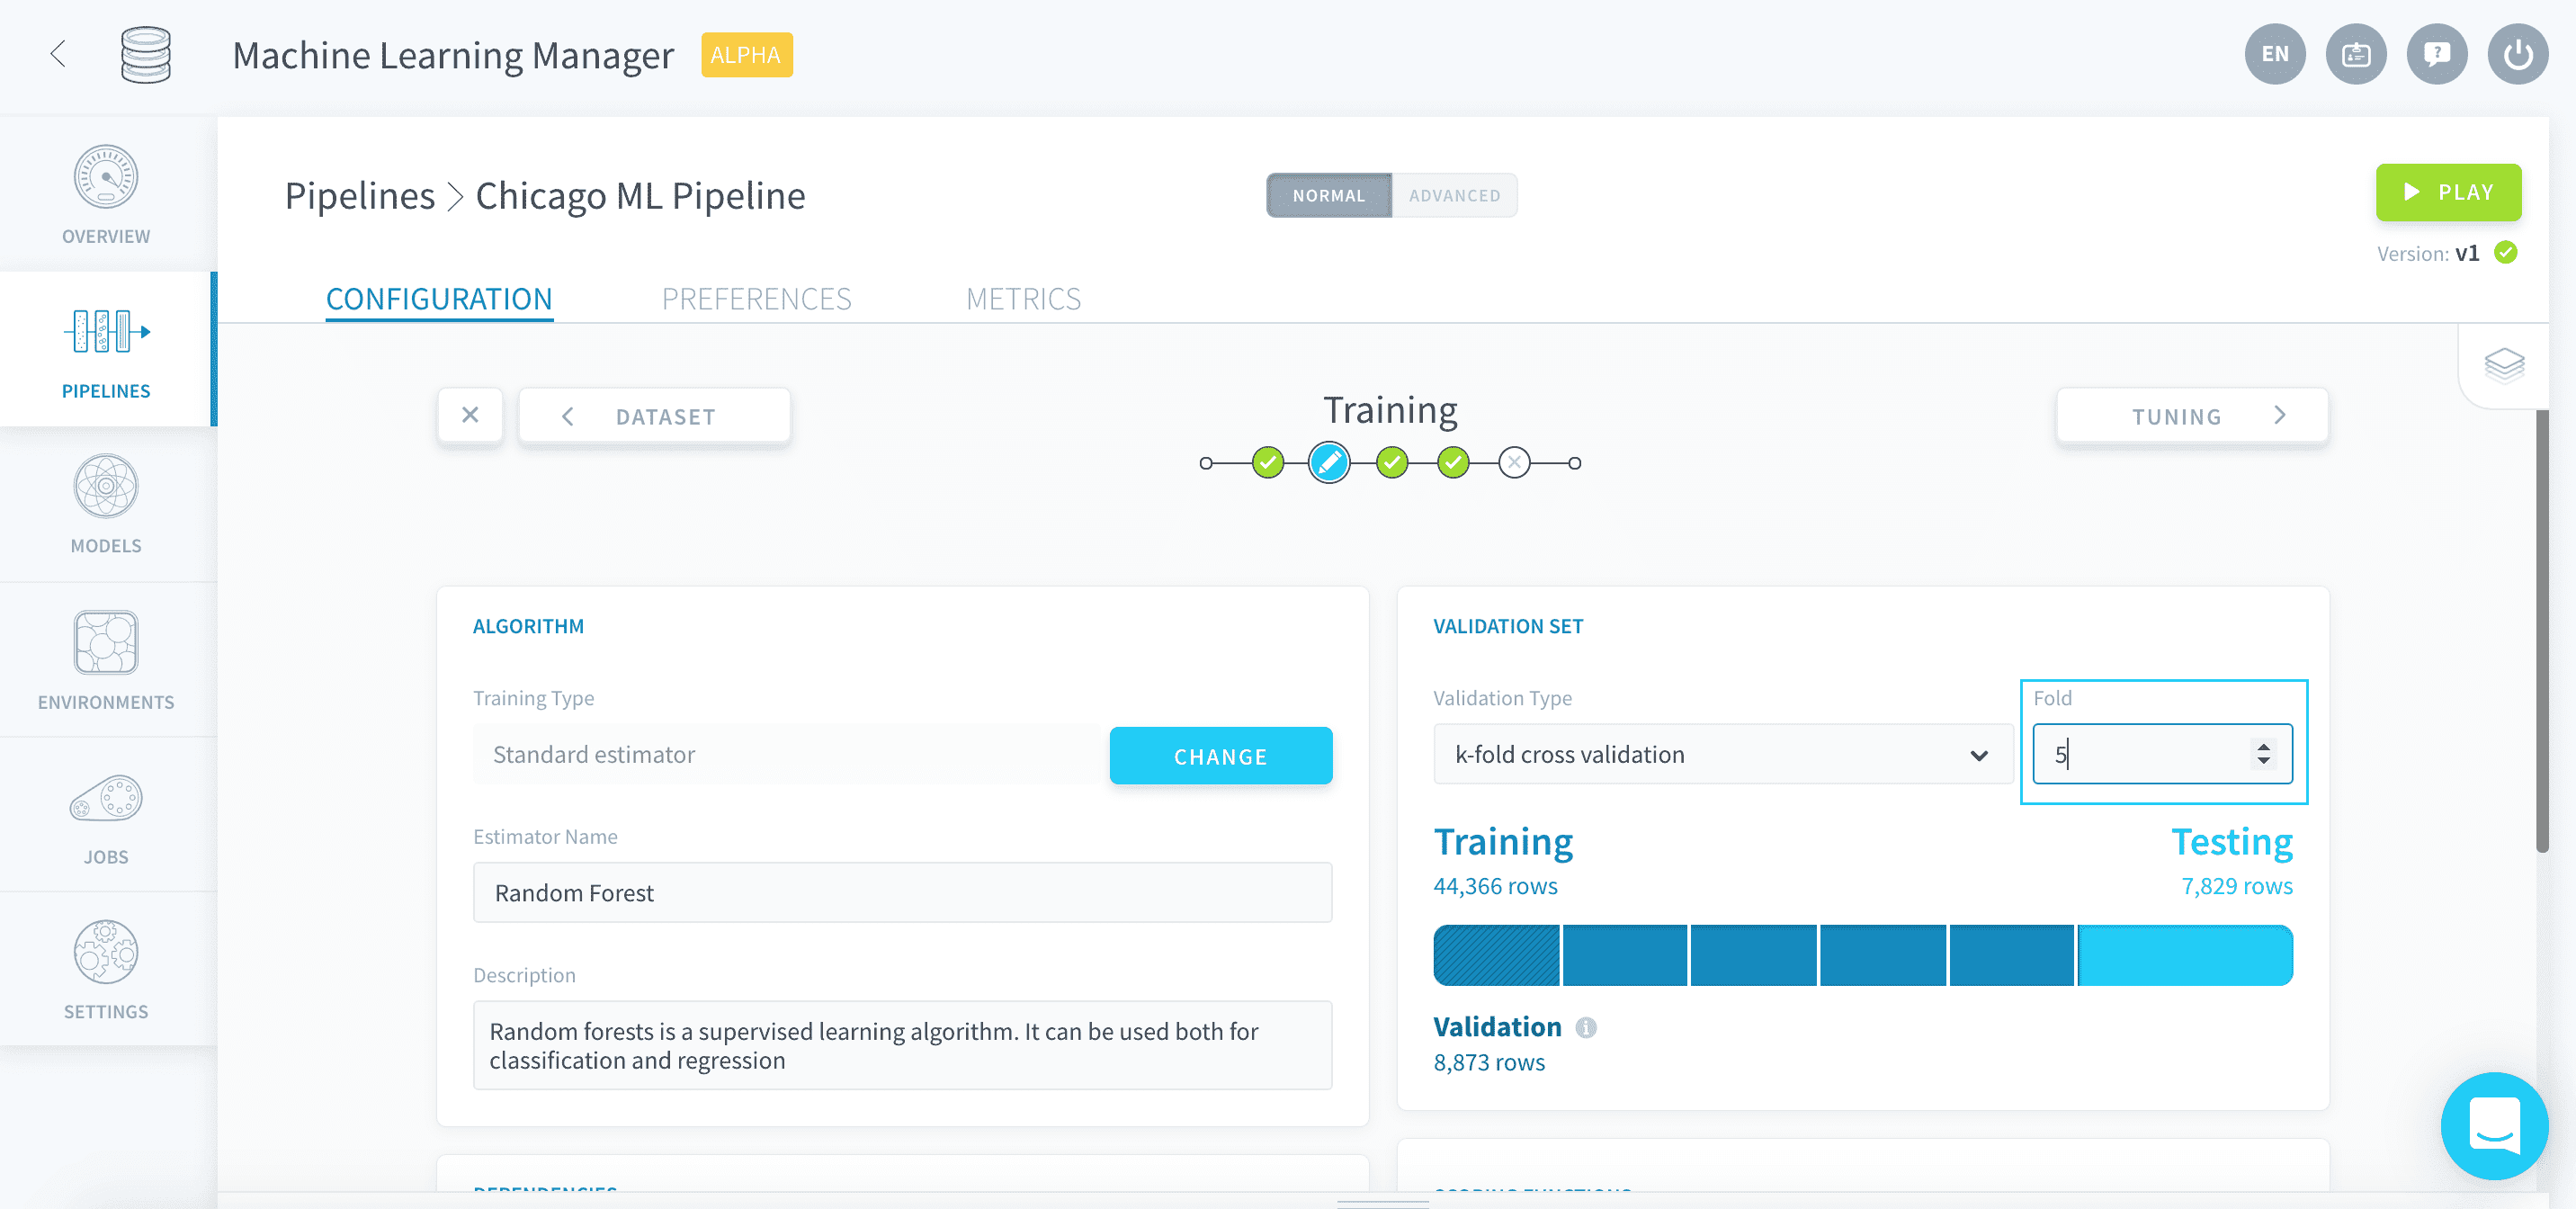 Machine Learning Manager ALPHA
EN
OVERVIEW
PIPELINES
MODELS
ENVIRONMENTS
JOBS
SETTINGS
Pipelines > Chicago ML Pipeline
NORMAL ADVANCED
PLAY
Version: v1
CONFIGURATION PREFERENCES METRICS
DATASET
Training
TUNING
ALGORITHM
Training Type
Standard estimator
CHANGE
Estimator Name
Random Forest
Description
Random forests is a supervised learning algorithm. It can be used both for
classification and regression
DEPENDENCIES
VALIDATION SET
Validation Type
k-fold cross validation
Fold
5
Training
44,366 rows
Testing
7,829 rows
Validation
8,873 rows
SCORING FUNCTIONS